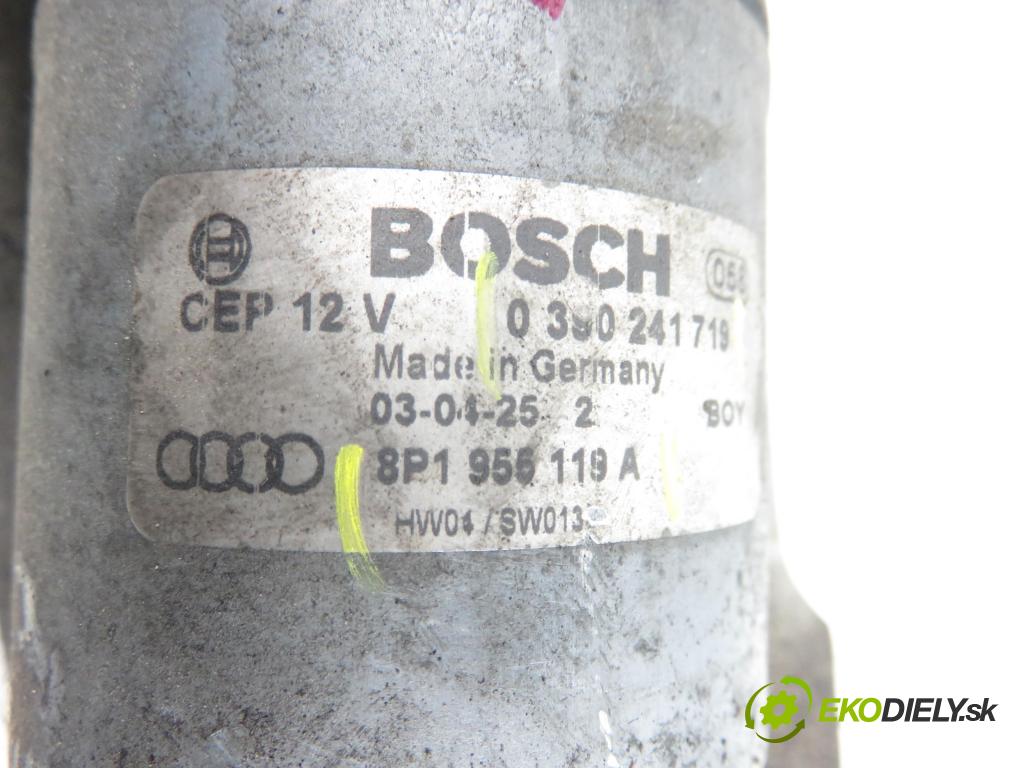 BOSCH
CEP 12 V 0 390 241 719
Made in Germany
03-04-25 2 BOY
8P1 955 119 A
HW04 / SW013
EKODIELY.sk